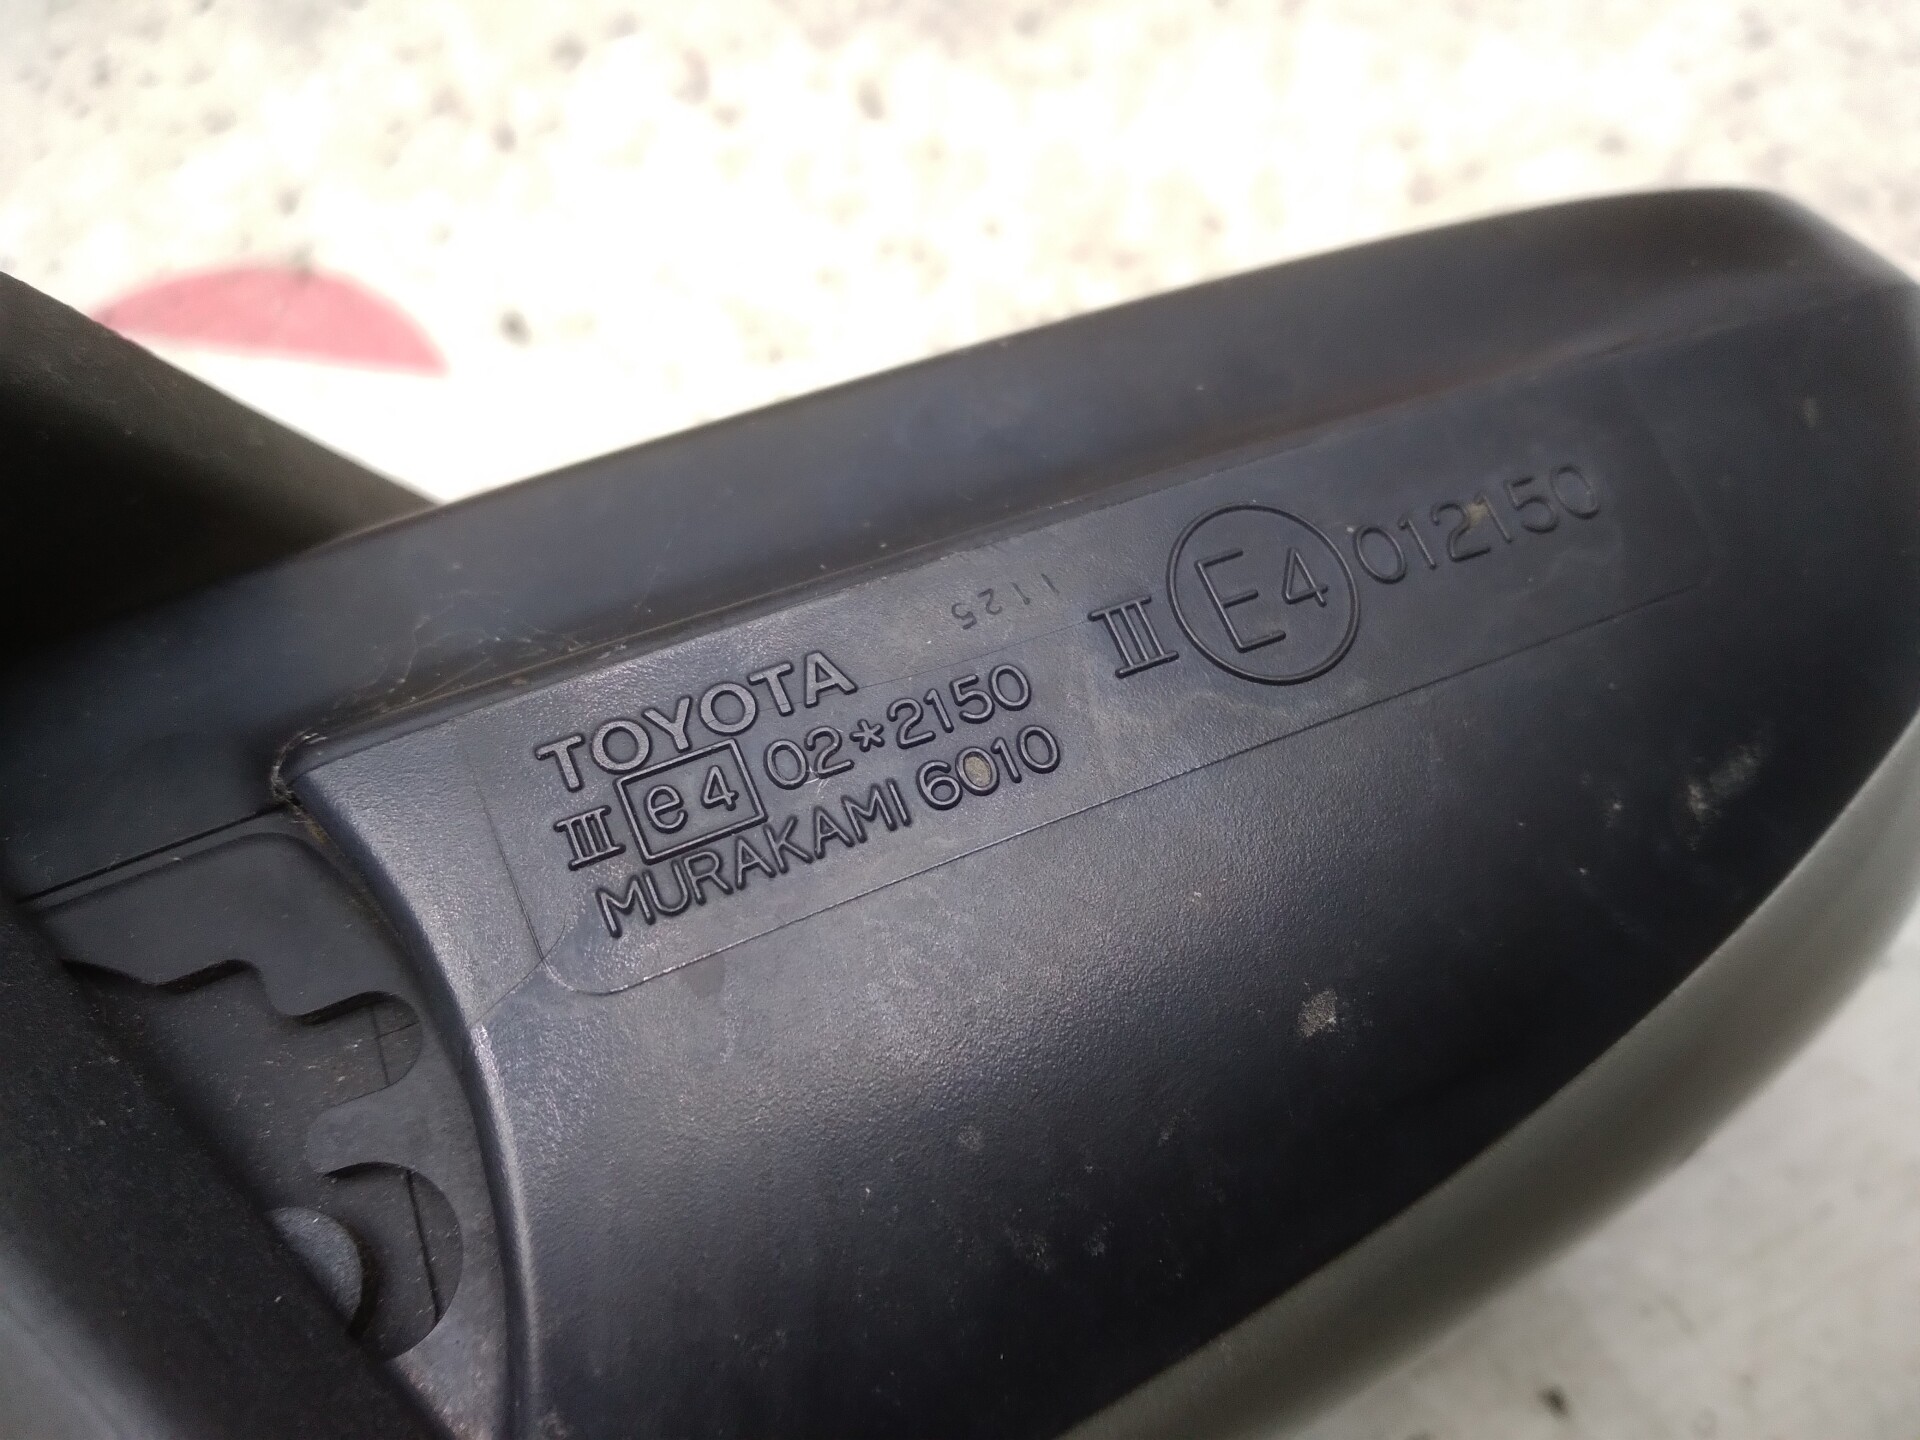 TOYOTA
III e4 02*2150
MURAKAMI 6010
1125
III E4 012150